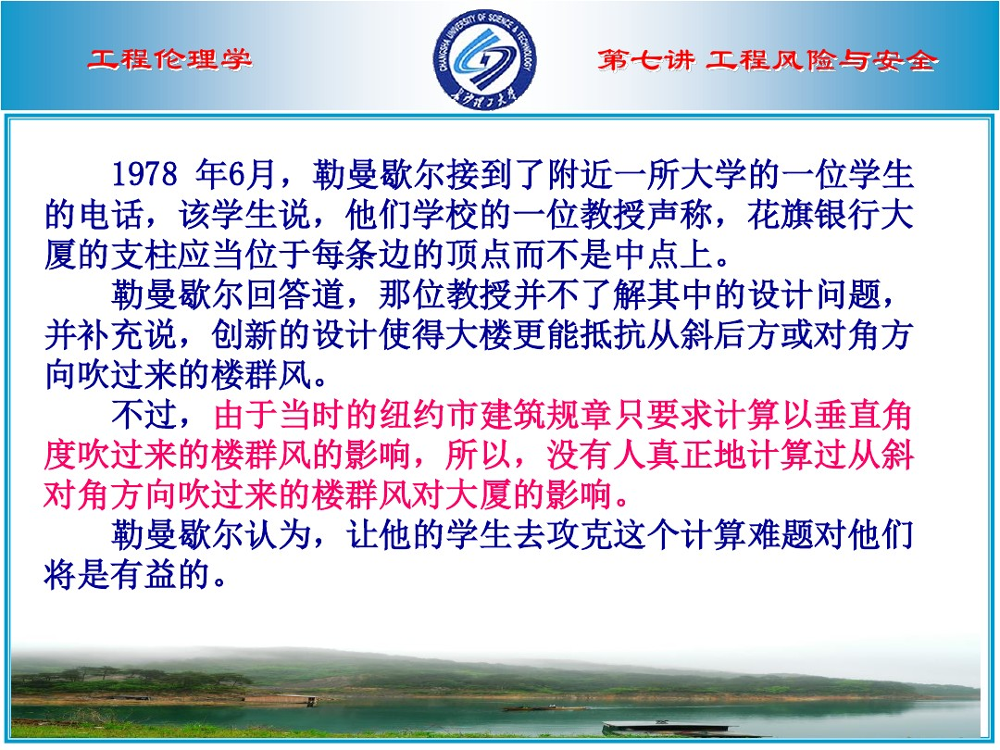 工程伦理学
CHANGSHA UNIVERSITY OF SCIENCE & TECHNOLOGY
长沙理工大学
第七讲 工程风险与安全
1978 年6月，勒曼歇尔接到了附近一所大学的一位学生
的电话，该学生说，他们学校的一位教授声称，花旗银行大
厦的支柱应当位于每条边的顶点而不是中点上。
勒曼歇尔回答道，那位教授并不了解其中的设计问题，
并补充说，创新的设计使得大楼更能抵抗从斜后方或对角方
向吹过来的楼群风。
不过，由于当时的纽约市建筑规章只要求计算以垂直角
度吹过来的楼群风的影响，所以，没有人真正地计算过从斜
对角方向吹过来的楼群风对大厦的影响。
勒曼歇尔认为，让他的学生去攻克这个计算难题对他们
将是有益的。